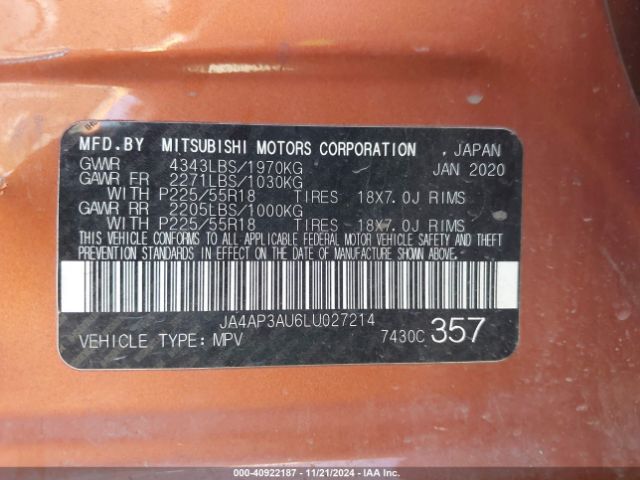 MFD.BY MITSUBISHI MOTORS CORPORATION , JAPAN
GVWR 4343LBS/1970KG JAN 2020
GAWR FR 2271LBS/1030KG
WITH P225/55R18 TIRES 18X7.0J RIMS
GAWR RR 2205LBS/1000KG
WITH P225/55R18 TIRES 18X7.0J RIMS
THIS VEHICLE CONFORMS TO ALL APPLICABLE FEDERAL MOTOR VEHICLE SAFETY AND THEFT
PREVENTION STANDARDS IN EFFECT ON THE DATE OF MANUFACTURE SHOWN ABOVE.
JA4AP3AU6LU027214
VEHICLE TYPE: MPV 7430C 357
000-40922187 - 11/21/2024 - IAAI.COM